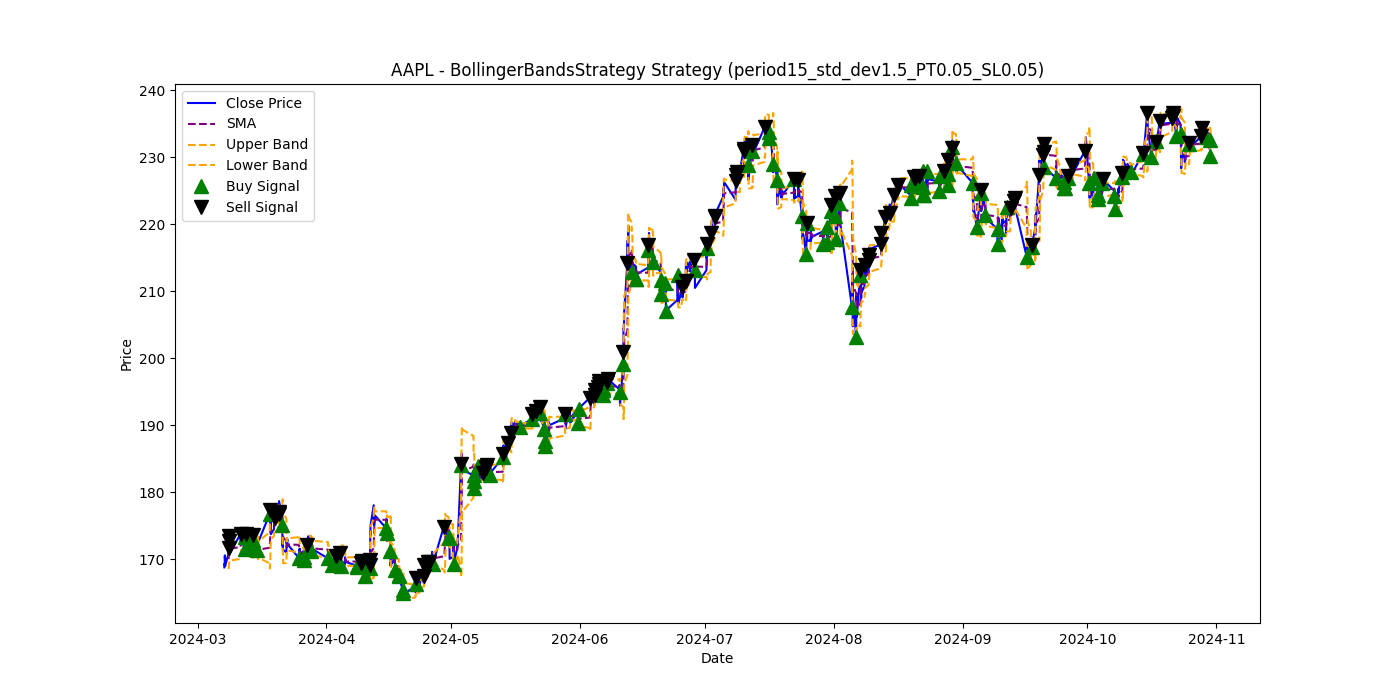 AAPL - BollingerBandsStrategy Strategy (period15_std_dev1.5_PT0.05_SL0.05)
Close Price
SMA
Upper Band
Lower Band
Buy Signal
Sell Signal
240
230
220
210
200
190
180
170
Price
2024-03
2024-04
2024-05
2024-06
2024-07
2024-08
2024-09
2024-10
2024-11
Date